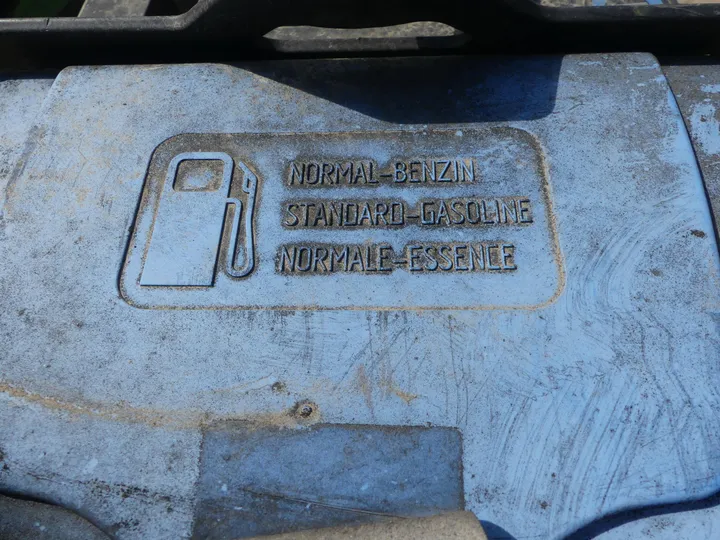 NORMAL-BENZIN
STANDARD-GASOLINE
NORMALE-ESSENCE